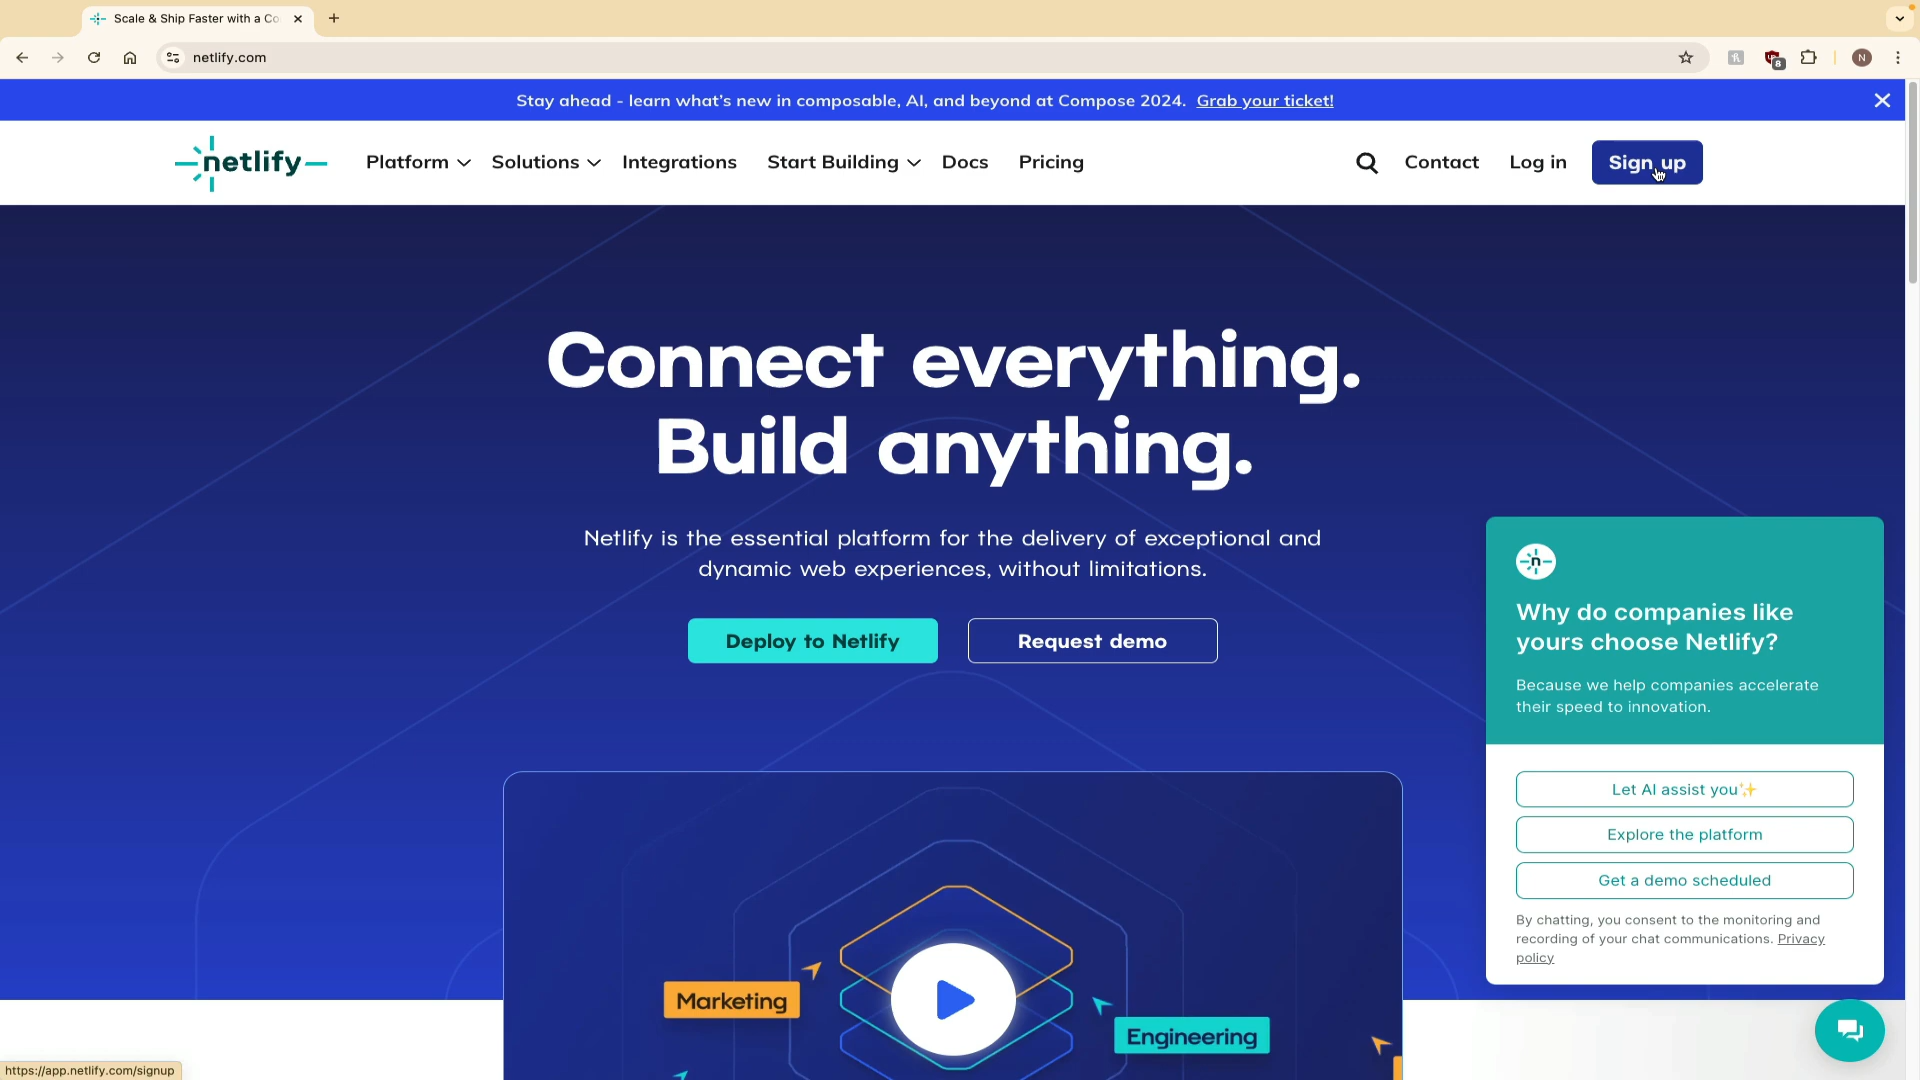 Scale & Ship Faster with a Co
netlify.com
8
N
Stay ahead - learn what's new in composable, AI, and beyond at Compose 2024. Grab your ticket!
netlify
Platform Solutions Integrations Start Building Docs Pricing Contact Log in Sign up
Connect everything.
Build anything.
Netlify is the essential platform for the delivery of exceptional and
dynamic web experiences, without limitations.
Deploy to Netlify Request demo
n
Why do companies like
yours choose Netlify?
Because we help companies accelerate
their speed to innovation.
Let AI assist you✨
Explore the platform
Get a demo scheduled
By chatting, you consent to the monitoring and
recording of your chat communications. Privacy
policy
Marketing
Engineering
https://app.netlify.com/signup